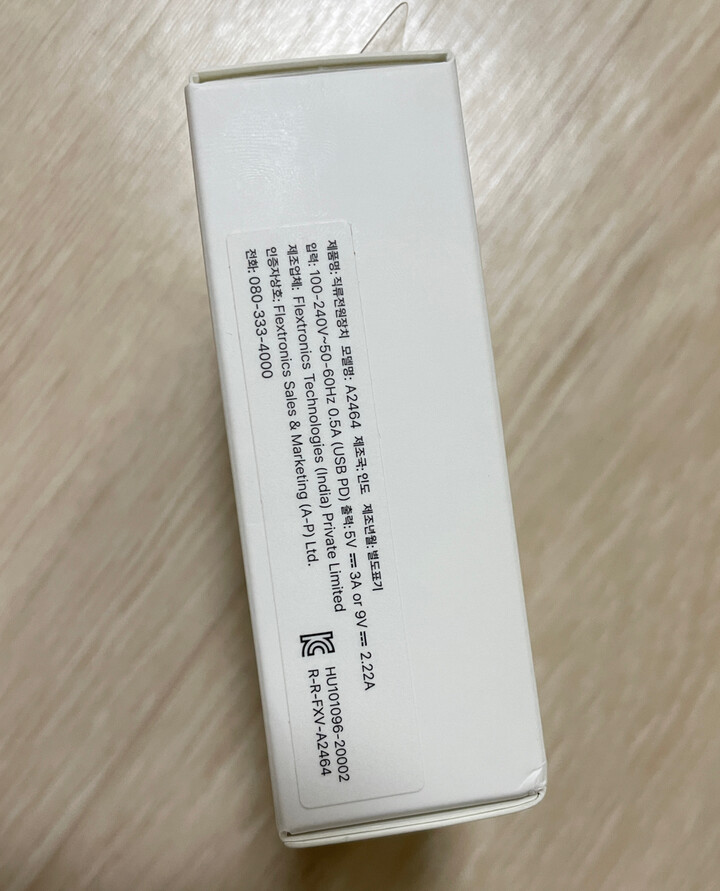 제품명: 직류전원장치 모델명: A2464 제조국: 인도 제조년월: 별도표기
입력: 100-240V~50-60Hz 0.5A (USB PD) 출력: 5V ⎓ 3A or 9V ⎓ 2.22A
제조업체: Flextronics Technologies (India) Private Limited
인증자상호: Flextronics Sales & Marketing (A-P) Ltd.
전화: 080-333-4000
HU101096-20002
R-R-FXV-A2464